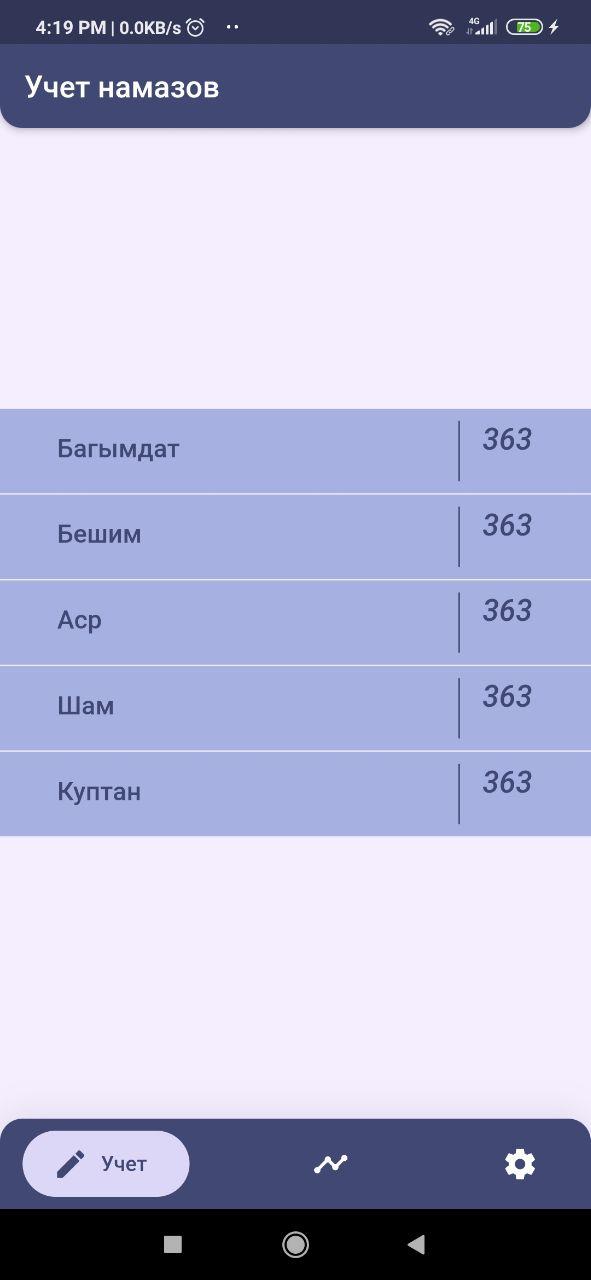 4:19 PM | 0.0KB/s
4G
75
Учет намазов
Багымдат
363
Бешим
363
Аср
363
Шам
363
Куптан
363
Учет